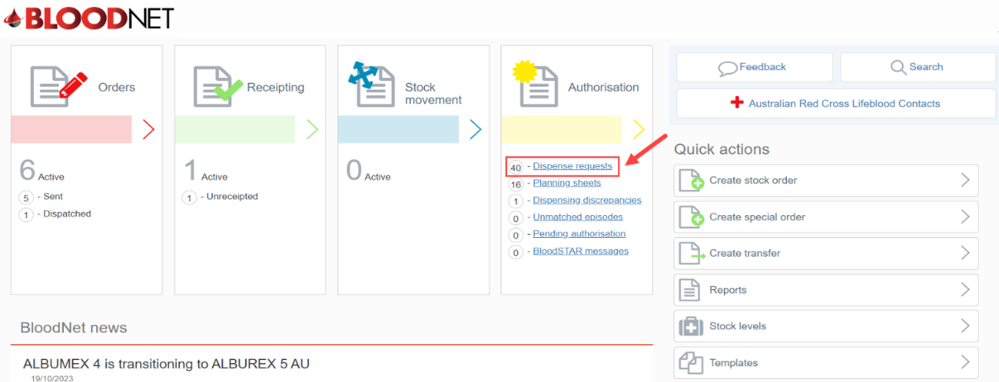 BLOODNET
Orders
6 Active
5 - Sent
1 - Dispatched
Receipting
1 Active
1 - Unreceipted
Stock
movement
0 Active
Authorisation
40 - Dispense requests
16 - Planning sheets
1 - Dispensing discrepancies
0 - Unmatched episodes
0 - Pending authorisation
0 - BloodSTAR messages
Feedback
Search
Australian Red Cross Lifeblood Contacts
Quick actions
Create stock order
Create special order
Create transfer
Reports
Stock levels
Templates
BloodNet news
ALBUMEX 4 is transitioning to ALBUREX 5 AU
19/10/2023